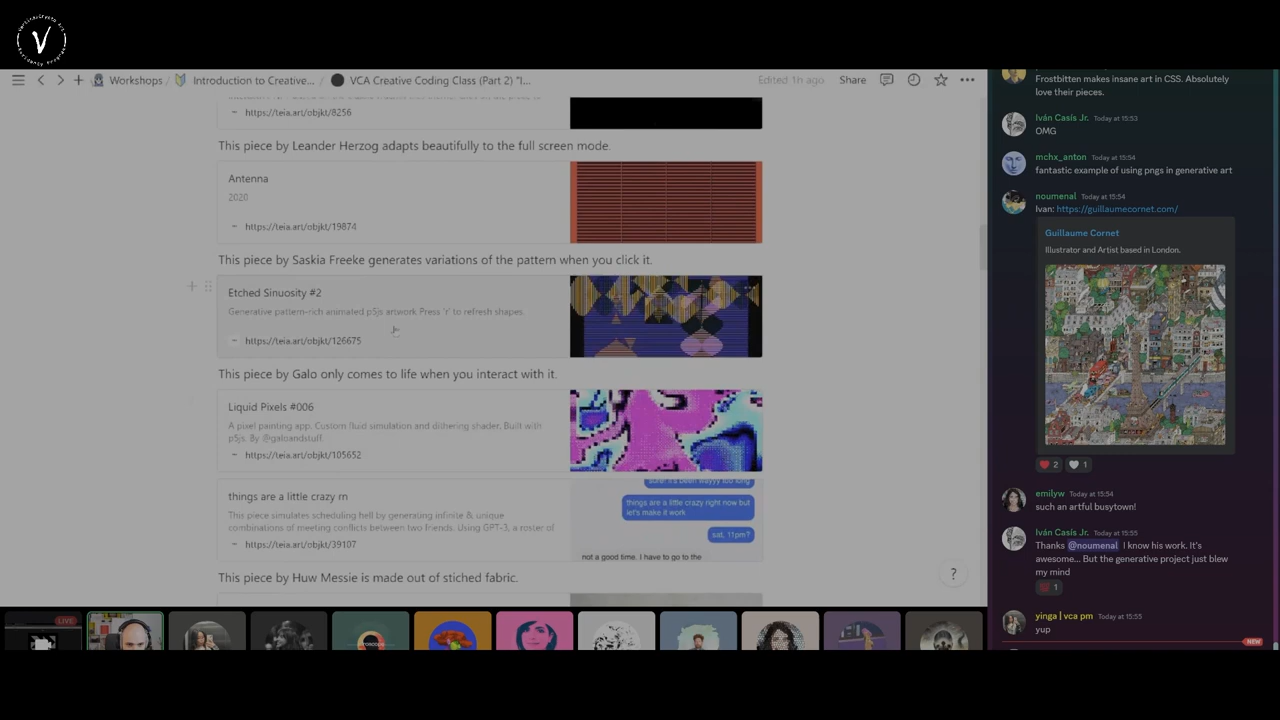 V
Workshops / Introduction to Creative... / VCA Creative Coding Class (Part 2) "I...
Edited 1h ago
Share
https://teia.art/objkt/8256
This piece by Leander Herzog adapts beautifully to the full screen mode.
Antenna
2020
https://teia.art/objkt/19874
This piece by Saskia Freeke generates variations of the pattern when you click it.
Etched Sinuosity #2
Generative pattern-rich animated p5js artwork Press 'r' to refresh shapes.
https://teia.art/objkt/126675
This piece by Galo only comes to life when you interact with it.
Liquid Pixels #006
A pixel painting app. Custom fluid simulation and dithering shader. Built with
p5js. By @galoandstuff
https://teia.art/objkt/105652
things are a little crazy rn
This piece simulates scheduling hell by generating infinite & unique
combinations of meeting conflicts between two friends. Using GPT-3, a roster of
https://teia.art/objkt/39107
sure! it's been wayyy too long
things are a little crazy right now but
let's make it work
sat, 11pm?
not a good time. I have to go to the
This piece by Huw Messie is made out of stiched fabric.
?
LIVE
Frostbitten makes insane art in CSS. Absolutely
love their pieces.
Iván Casís Jr. Today at 15:53
OMG
mchx_anton Today at 15:54
fantastic example of using pngs in generative art
noumenal Today at 15:54
Ivan: https://guillaumecornet.com/
Guillaume Cornet
Illustrator and Artist based in London.
2
1
emilyw Today at 15:54
such an artful busytown!
Iván Casís Jr. Today at 15:55
Thanks @noumenal I know his work. It's
awesome... But the generative project just blew
my mind
1
yinga | vca pm Today at 15:55
yup
NEW